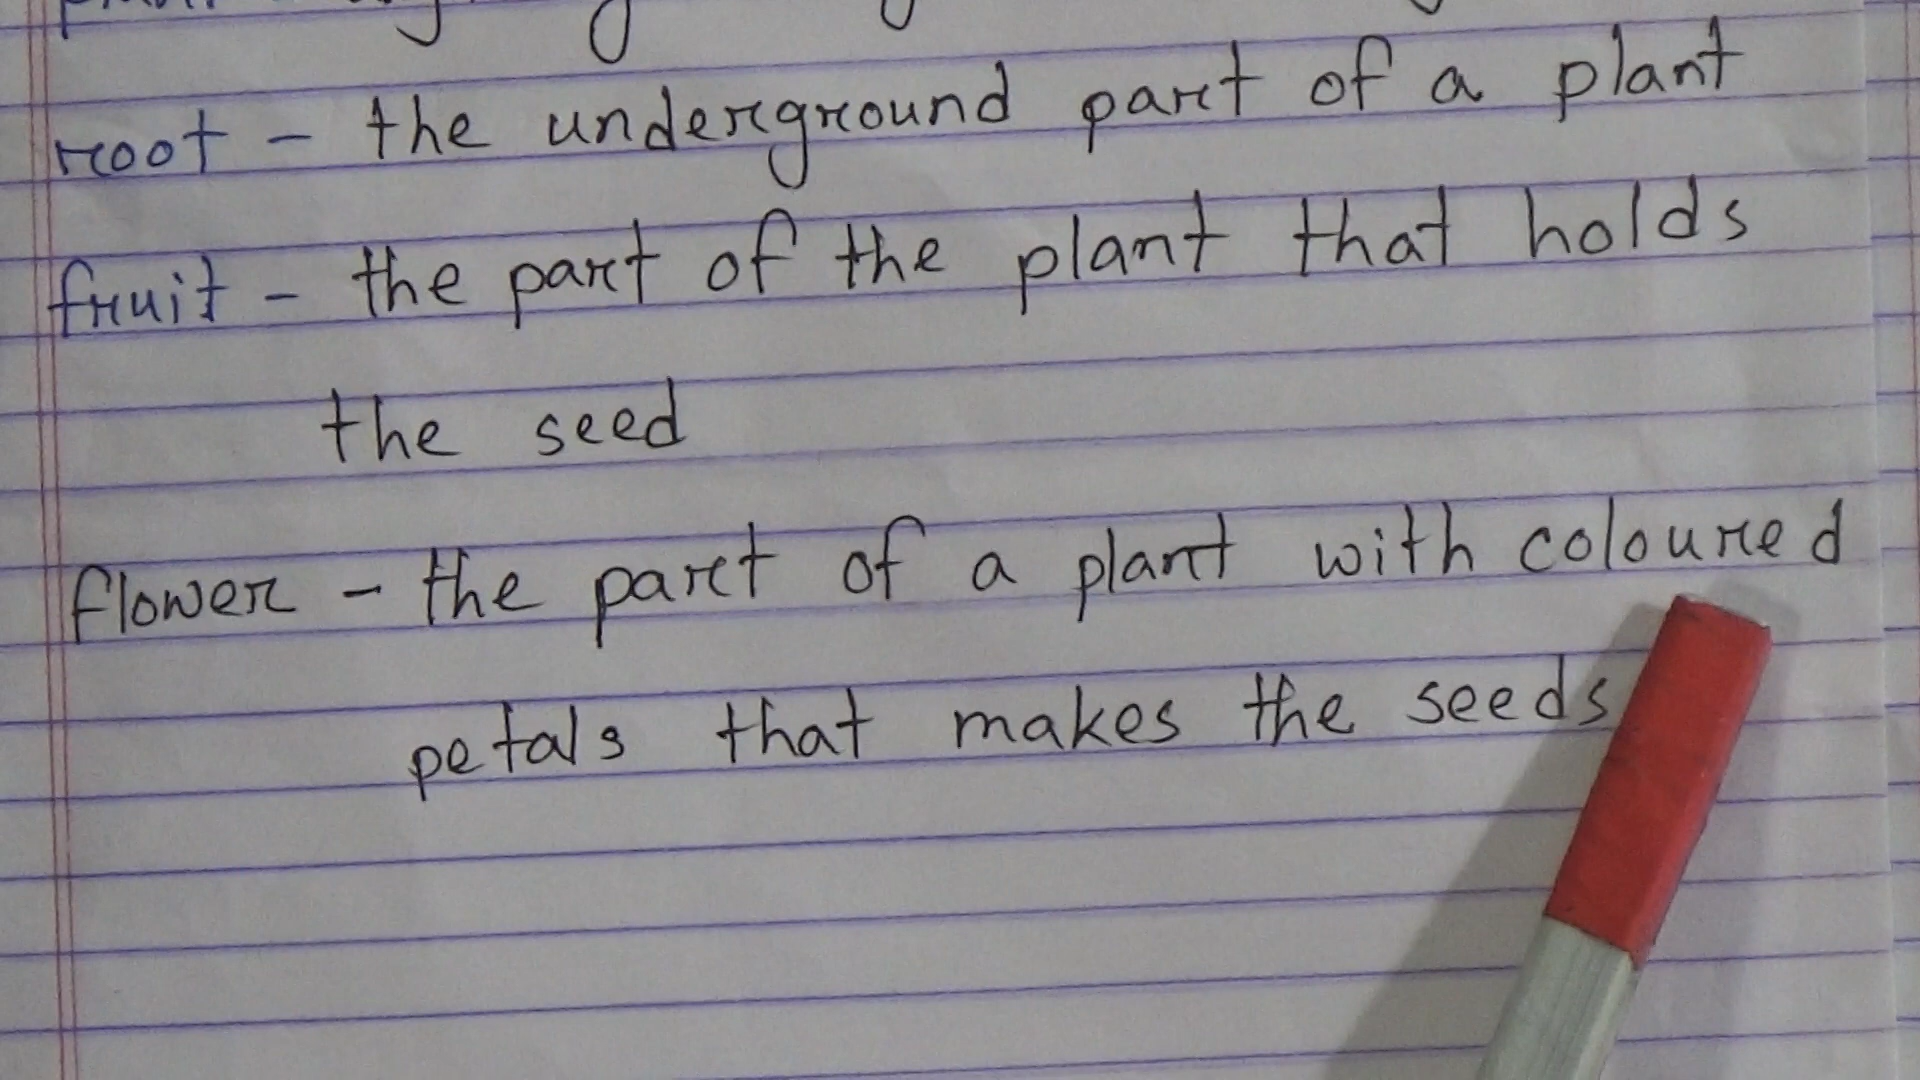 root - the underground part of a plant
fruit - the part of the plant that holds
the seed
flower - the part of a plant with coloured
petals that makes the seeds